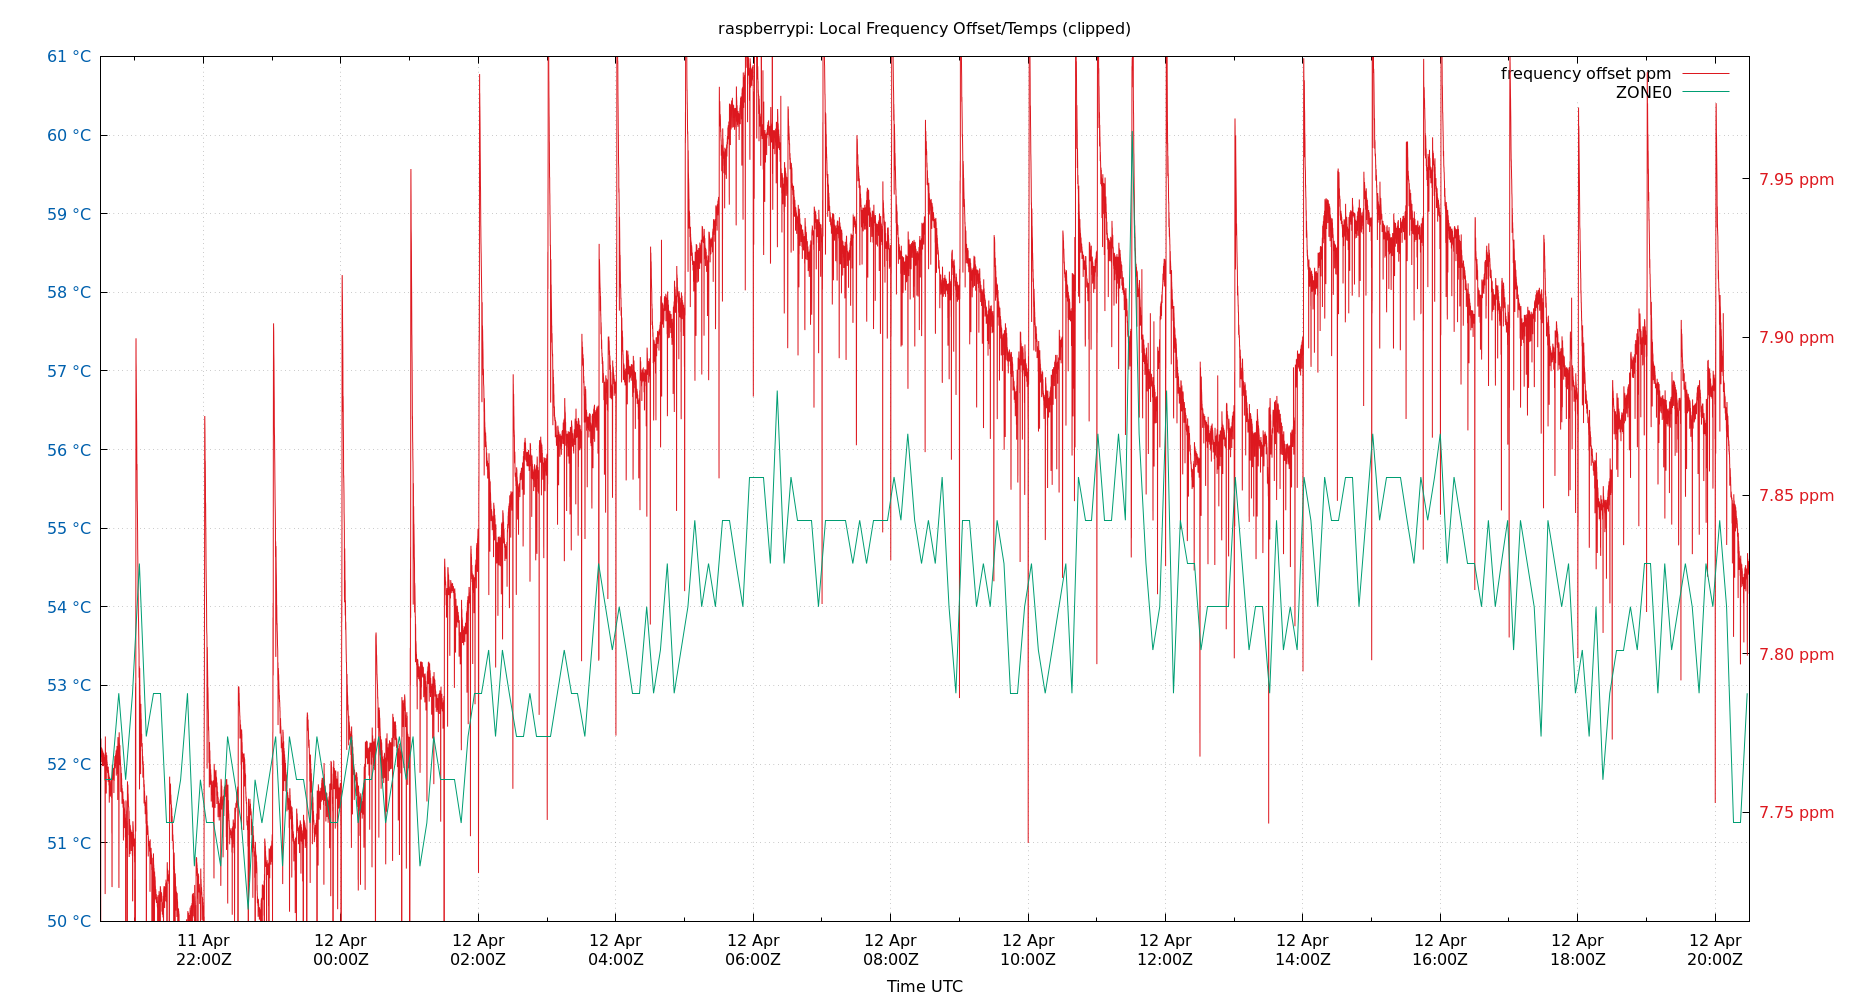 raspberrypi: Local Frequency Offset/Temps (clipped)
frequency offset ppm
ZONE0
61 °C
60 °C
59 °C
58 °C
57 °C
56 °C
55 °C
54 °C
53 °C
52 °C
51 °C
50 °C
7.95 ppm
7.90 ppm
7.85 ppm
7.80 ppm
7.75 ppm
11 Apr
22:00Z
12 Apr
00:00Z
12 Apr
02:00Z
12 Apr
04:00Z
12 Apr
06:00Z
12 Apr
08:00Z
12 Apr
10:00Z
12 Apr
12:00Z
12 Apr
14:00Z
12 Apr
16:00Z
12 Apr
18:00Z
12 Apr
20:00Z
Time UTC